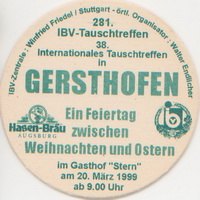 IBV-Zentrale · Winfried Friedel / Stuttgart - örtl. Organisator: Walter Endlicher
281.
IBV-Tauschtreffen
38.
Internationales Tauschtreffen
in
GERSTHOFEN
Ein Feiertag
zwischen
Weihnachten und Ostern
Hasen-Bräu
AUGSBURG
im Gasthof "Stern"
am 20. März 1999
ab 9.00 Uhr